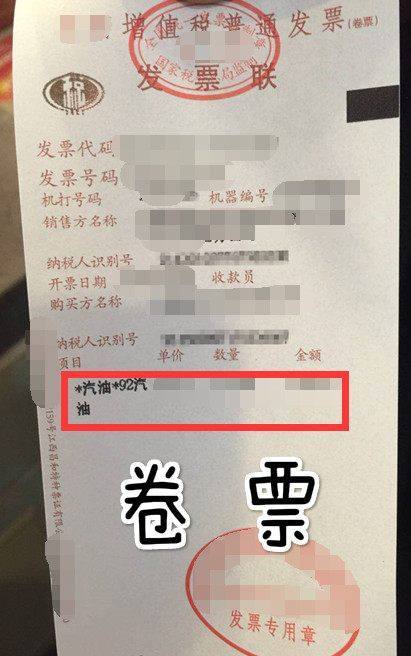 增值税普通发票(卷票)
发票联
国家税务
局监制
税
发票代码
发票号码
机打号码 机器编号
销售方名称
纳税人识别号
开票日期 收款员
购买方名称
纳税人识别号
项目 单价 数量 金额
*汽油*92汽
油
卷 票
发票专用章